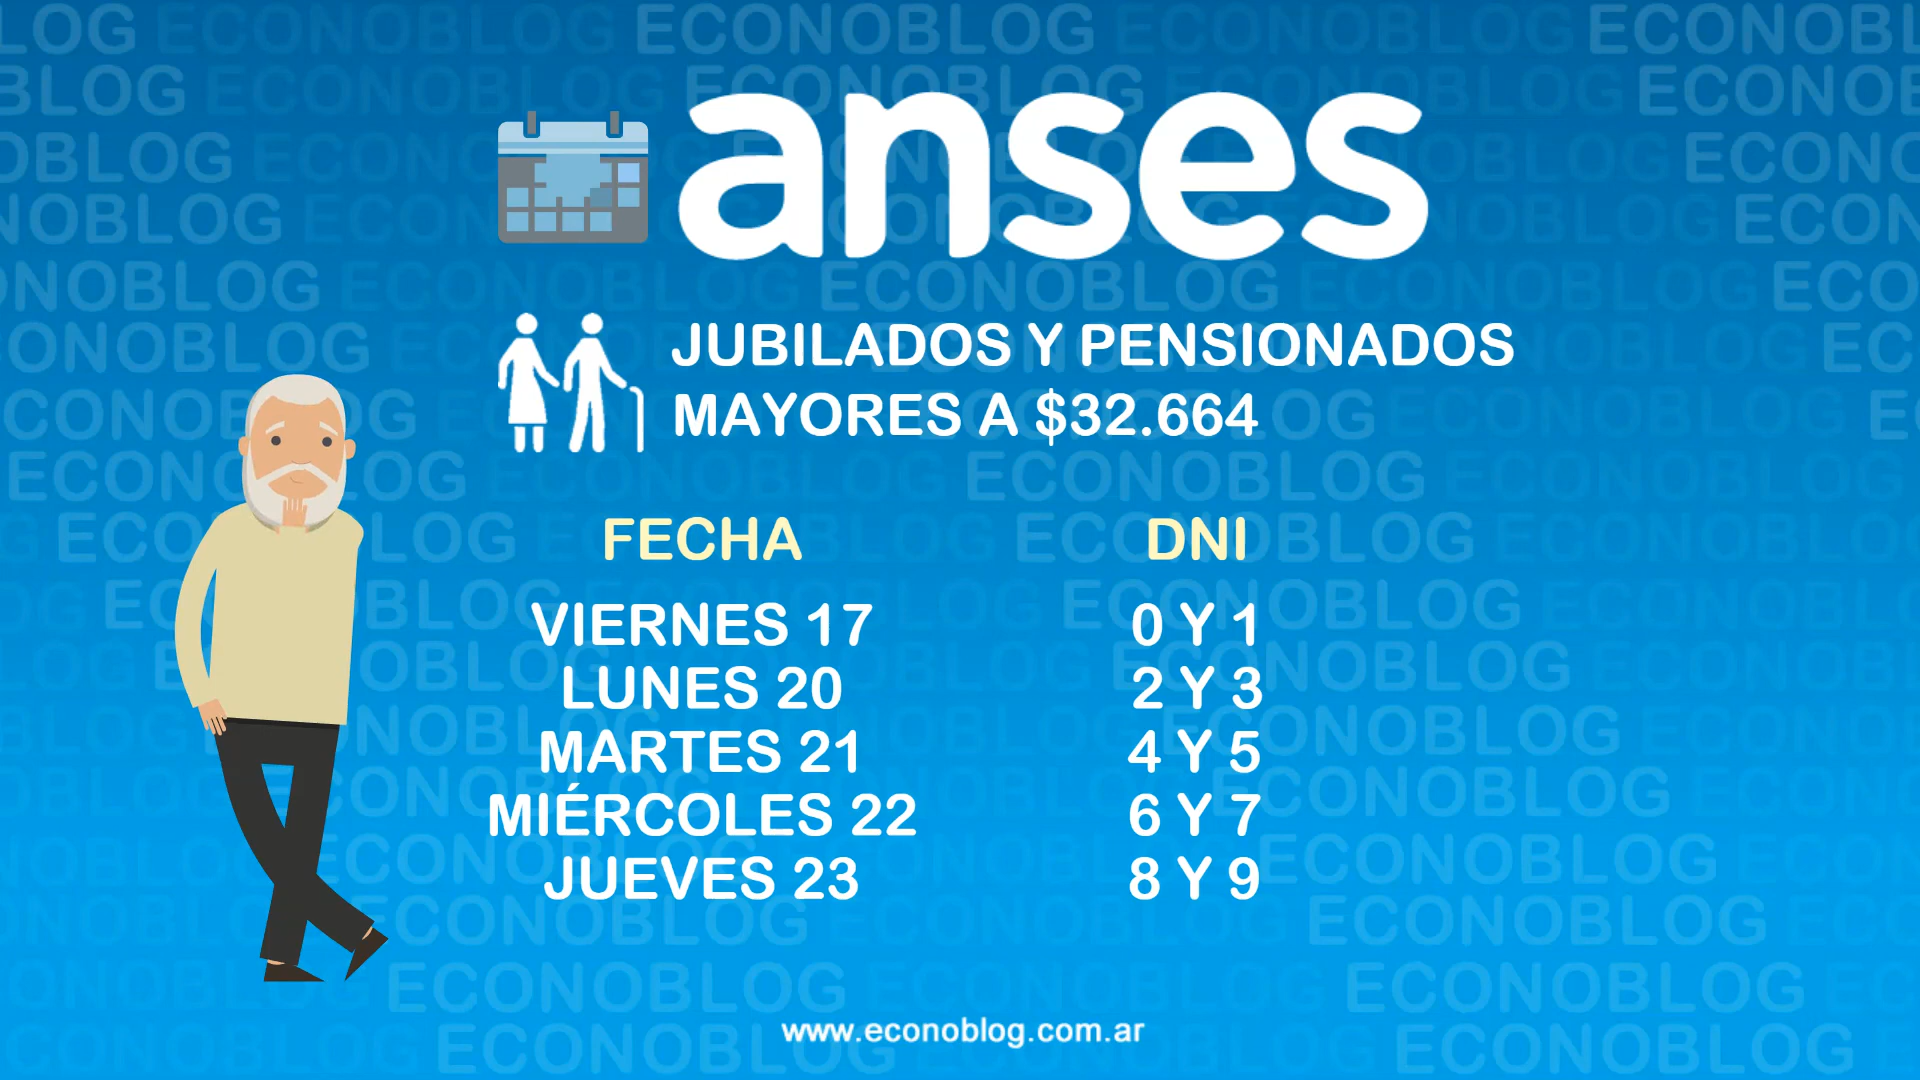 anses
JUBILADOS Y PENSIONADOS
MAYORES A $32.664
FECHA DNI
VIERNES 17 0 Y 1
LUNES 20 2 Y 3
MARTES 21 4 Y 5
MIÉRCOLES 22 6 Y 7
JUEVES 23 8 Y 9
www.econoblog.com.ar
ECONOBLOG